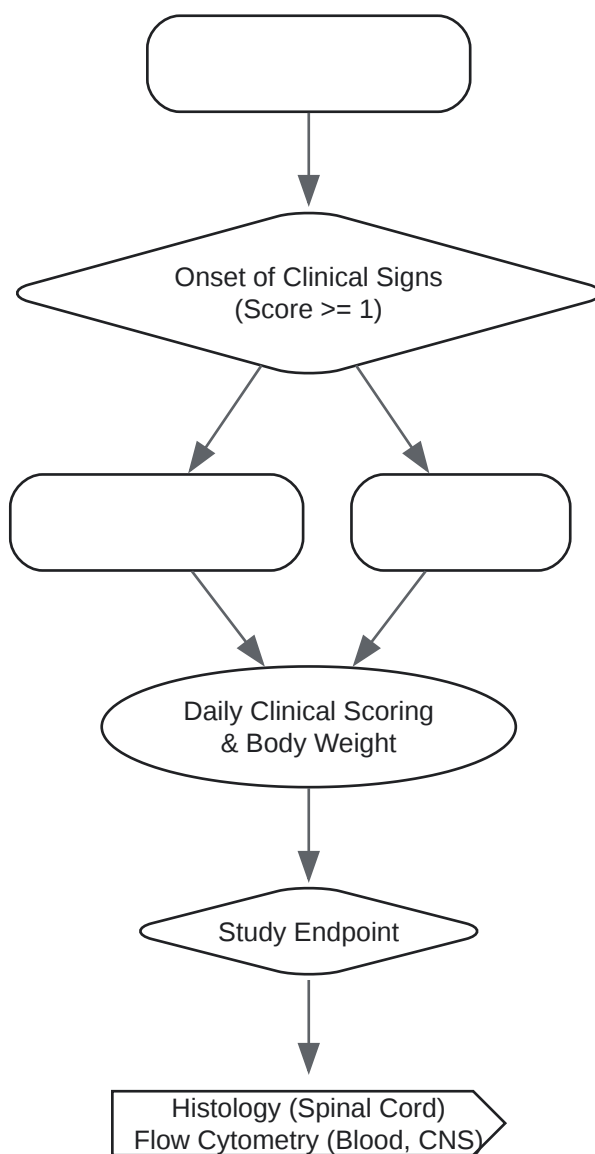 Onset of Clinical Signs
(Score >= 1)
Daily Clinical Scoring
& Body Weight
Study Endpoint
Histology (Spinal Cord)
Flow Cytometry (Blood, CNS)